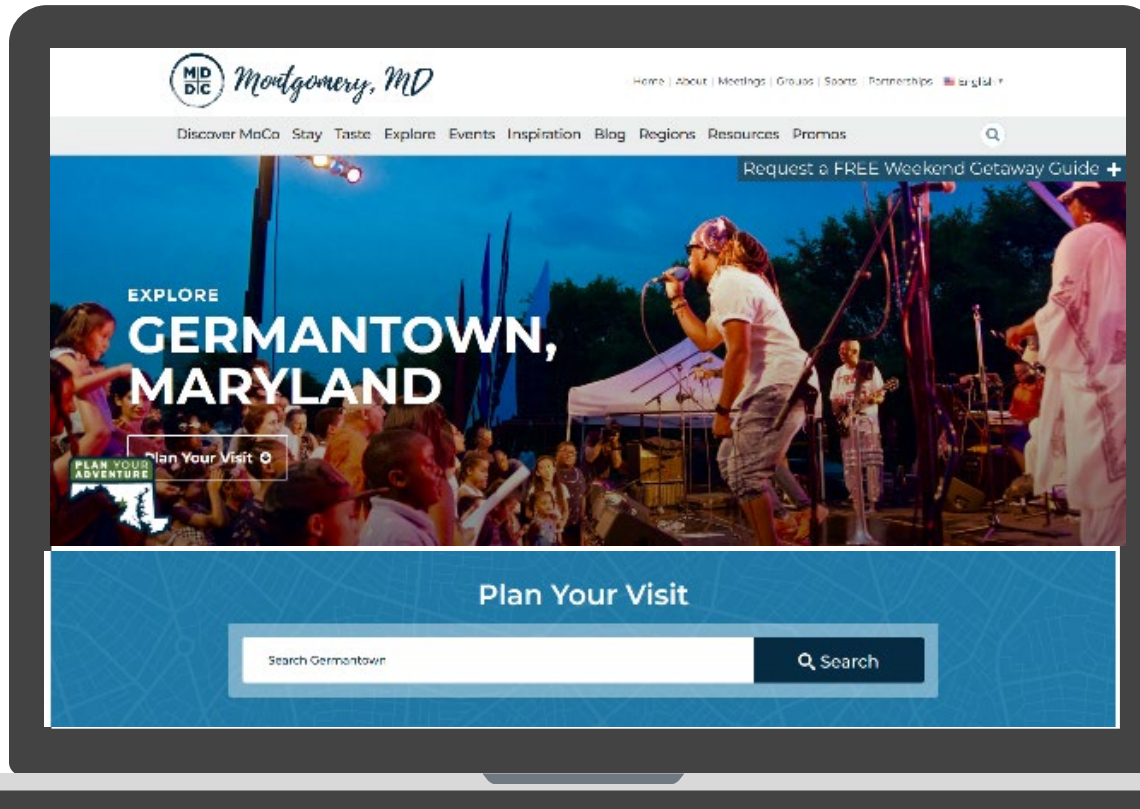 MD
DC
Montgomery, MD
Home | About | Meetings | Groups | Sports | Partnerships English
Discover MoCo Stay Taste Explore Events Inspiration Blog Regions Resources Promos
Request a FREE Weekend Getaway Guide +
EXPLORE
GERMANTOWN,
MARYLAND
Plan Your Visit
PLAN YOUR
ADVENTURE
Plan Your Visit
Search Germantown
Search